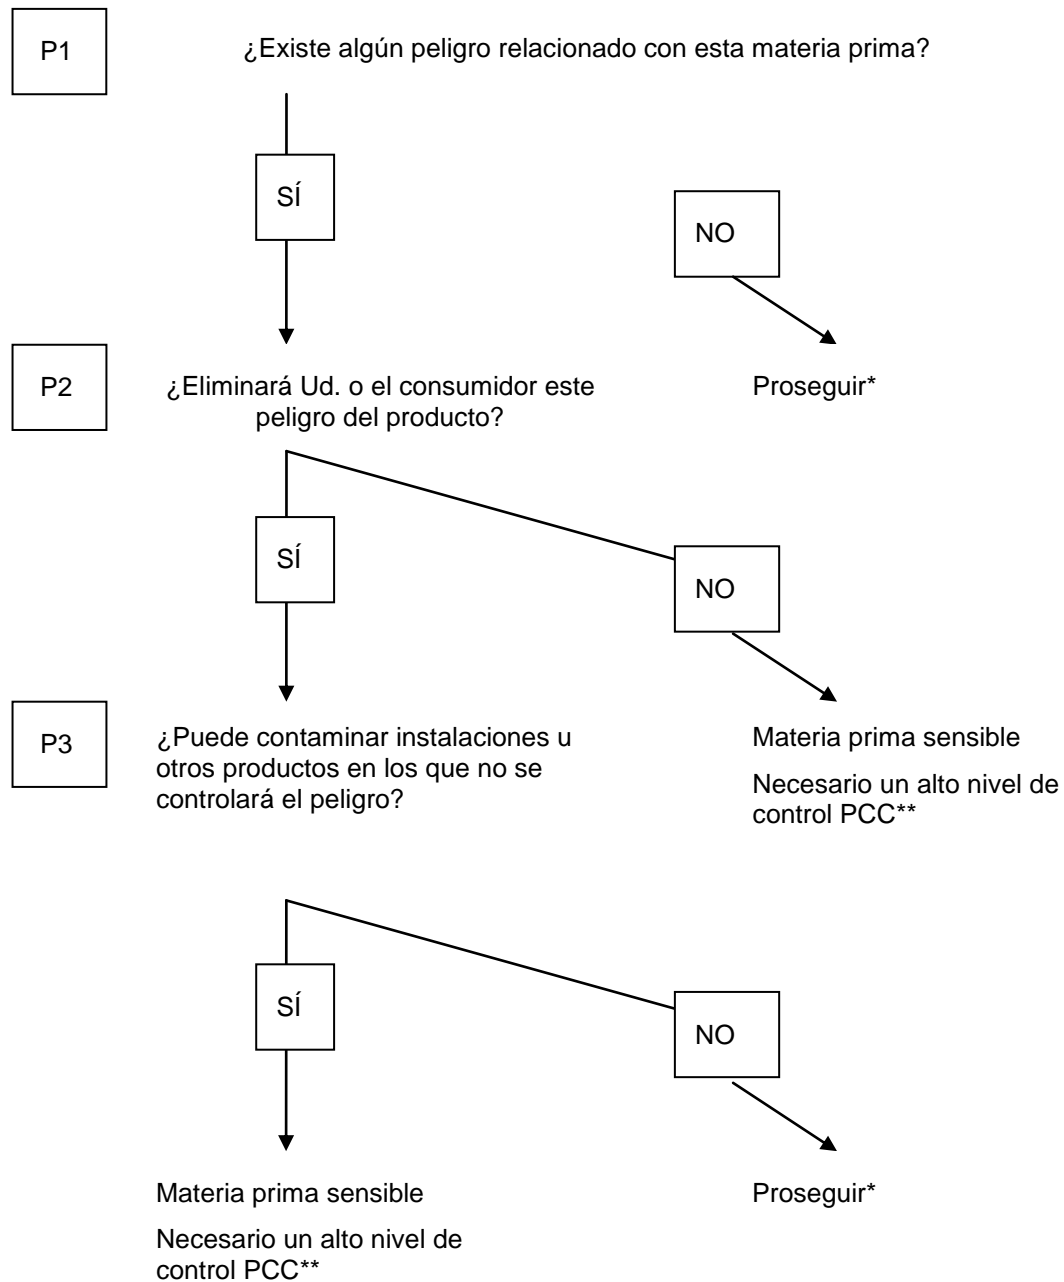 P1
¿Existe algún peligro relacionado con esta materia prima?
SÍ
NO
P2
¿Eliminará Ud. o el consumidor este
peligro del producto?
Proseguir*
SÍ
NO
P3
¿Puede contaminar instalaciones u
otros productos en los que no se
controlará el peligro?
Materia prima sensible
Necesario un alto nivel de
control PCC**
SÍ
NO
Materia prima sensible
Necesario un alto nivel de
control PCC**
Proseguir*